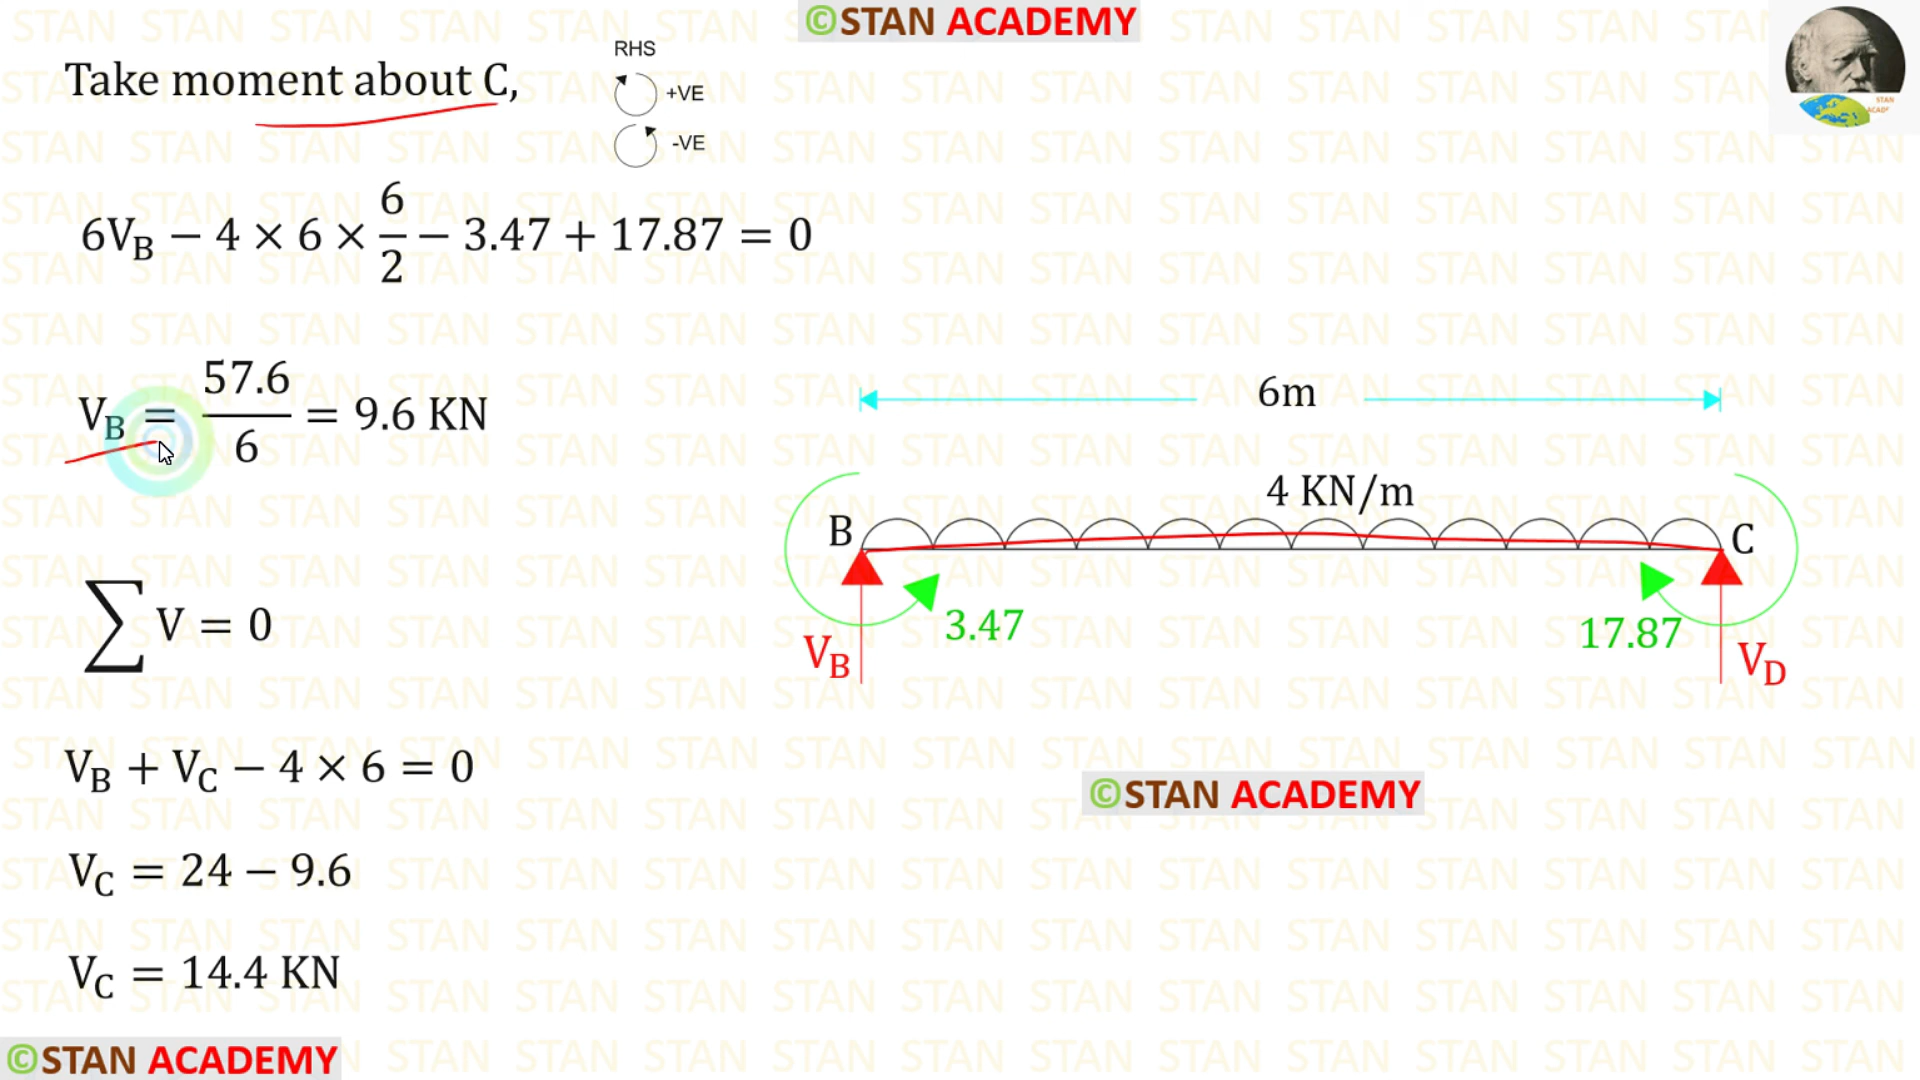 ©STAN ACADEMY
Take moment about C,
RHS
+VE
-VE
STAN
ACADE
6V_B − 4 × 6 × 6/2 − 3.47 + 17.87 = 0
V_B = 57.6/6 = 9.6 KN
6m
4 KN/m
B
C
3.47
17.87
V_B
V_D
∑ V = 0
V_B + V_C − 4 × 6 = 0
©STAN ACADEMY
V_C = 24 − 9.6
V_C = 14.4 KN
©STAN ACADEMY